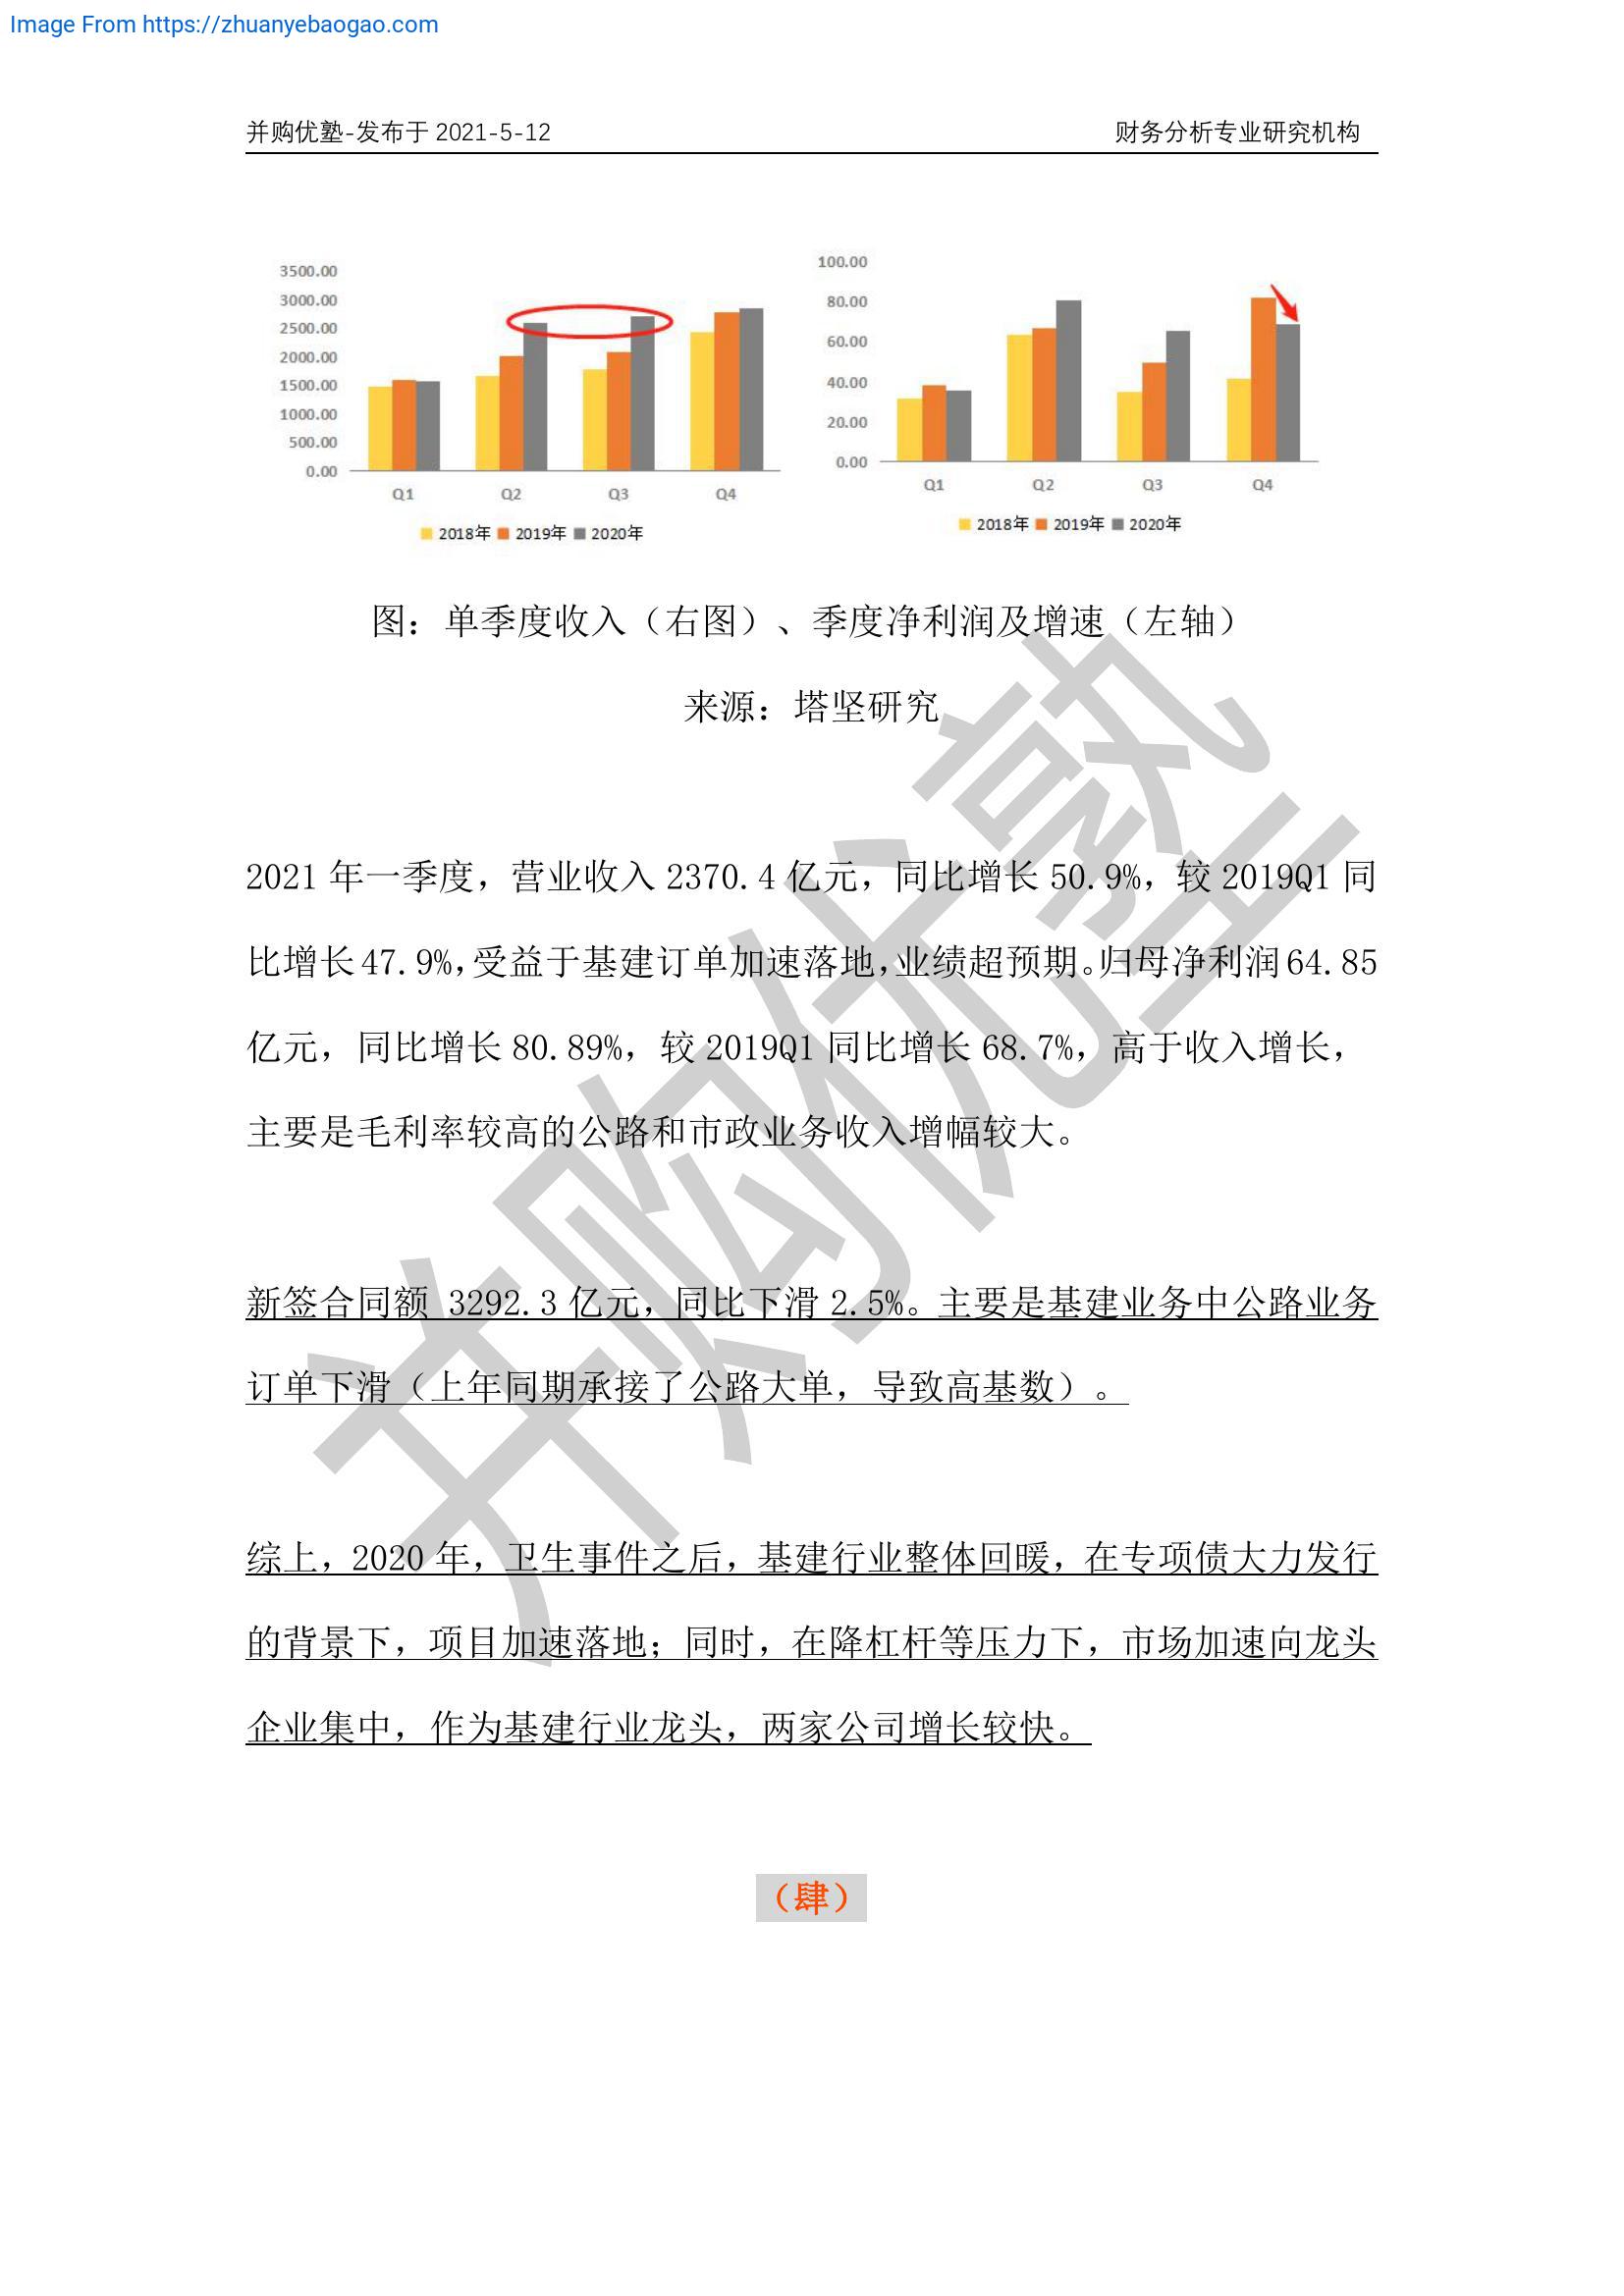 Image From https://zhuanyebaogao.com
并购优塾-发布于 2021-5-12 财务分析专业研究机构
3500.00
3000.00
2500.00
2000.00
1500.00
1000.00
500.00
0.00
Q1 Q2 Q3 Q4
2018年 2019年 2020年
100.00
80.00
60.00
40.00
20.00
0.00
Q1 Q2 Q3 Q4
2018年 2019年 2020年
图：单季度收入（右图）、季度净利润及增速（左轴）
来源：塔坚研究
2021 年一季度，营业收入 2370.4 亿元，同比增长 50.9%，较 2019Q1 同
比增长 47.9%，受益于基建订单加速落地，业绩超预期。归母净利润 64.85
亿元，同比增长 80.89%，较 2019Q1 同比增长 68.7%，高于收入增长，
主要是毛利率较高的公路和市政业务收入增幅较大。
新签合同额 3292.3 亿元，同比下滑 2.5%。主要是基建业务中公路业务
订单下滑（上年同期承接了公路大单，导致高基数）。
综上，2020 年，卫生事件之后，基建行业整体回暖，在专项债大力发行
的背景下，项目加速落地；同时，在降杠杆等压力下，市场加速向龙头
企业集中，作为基建行业龙头，两家公司增长较快。
（肆）
并购优塾